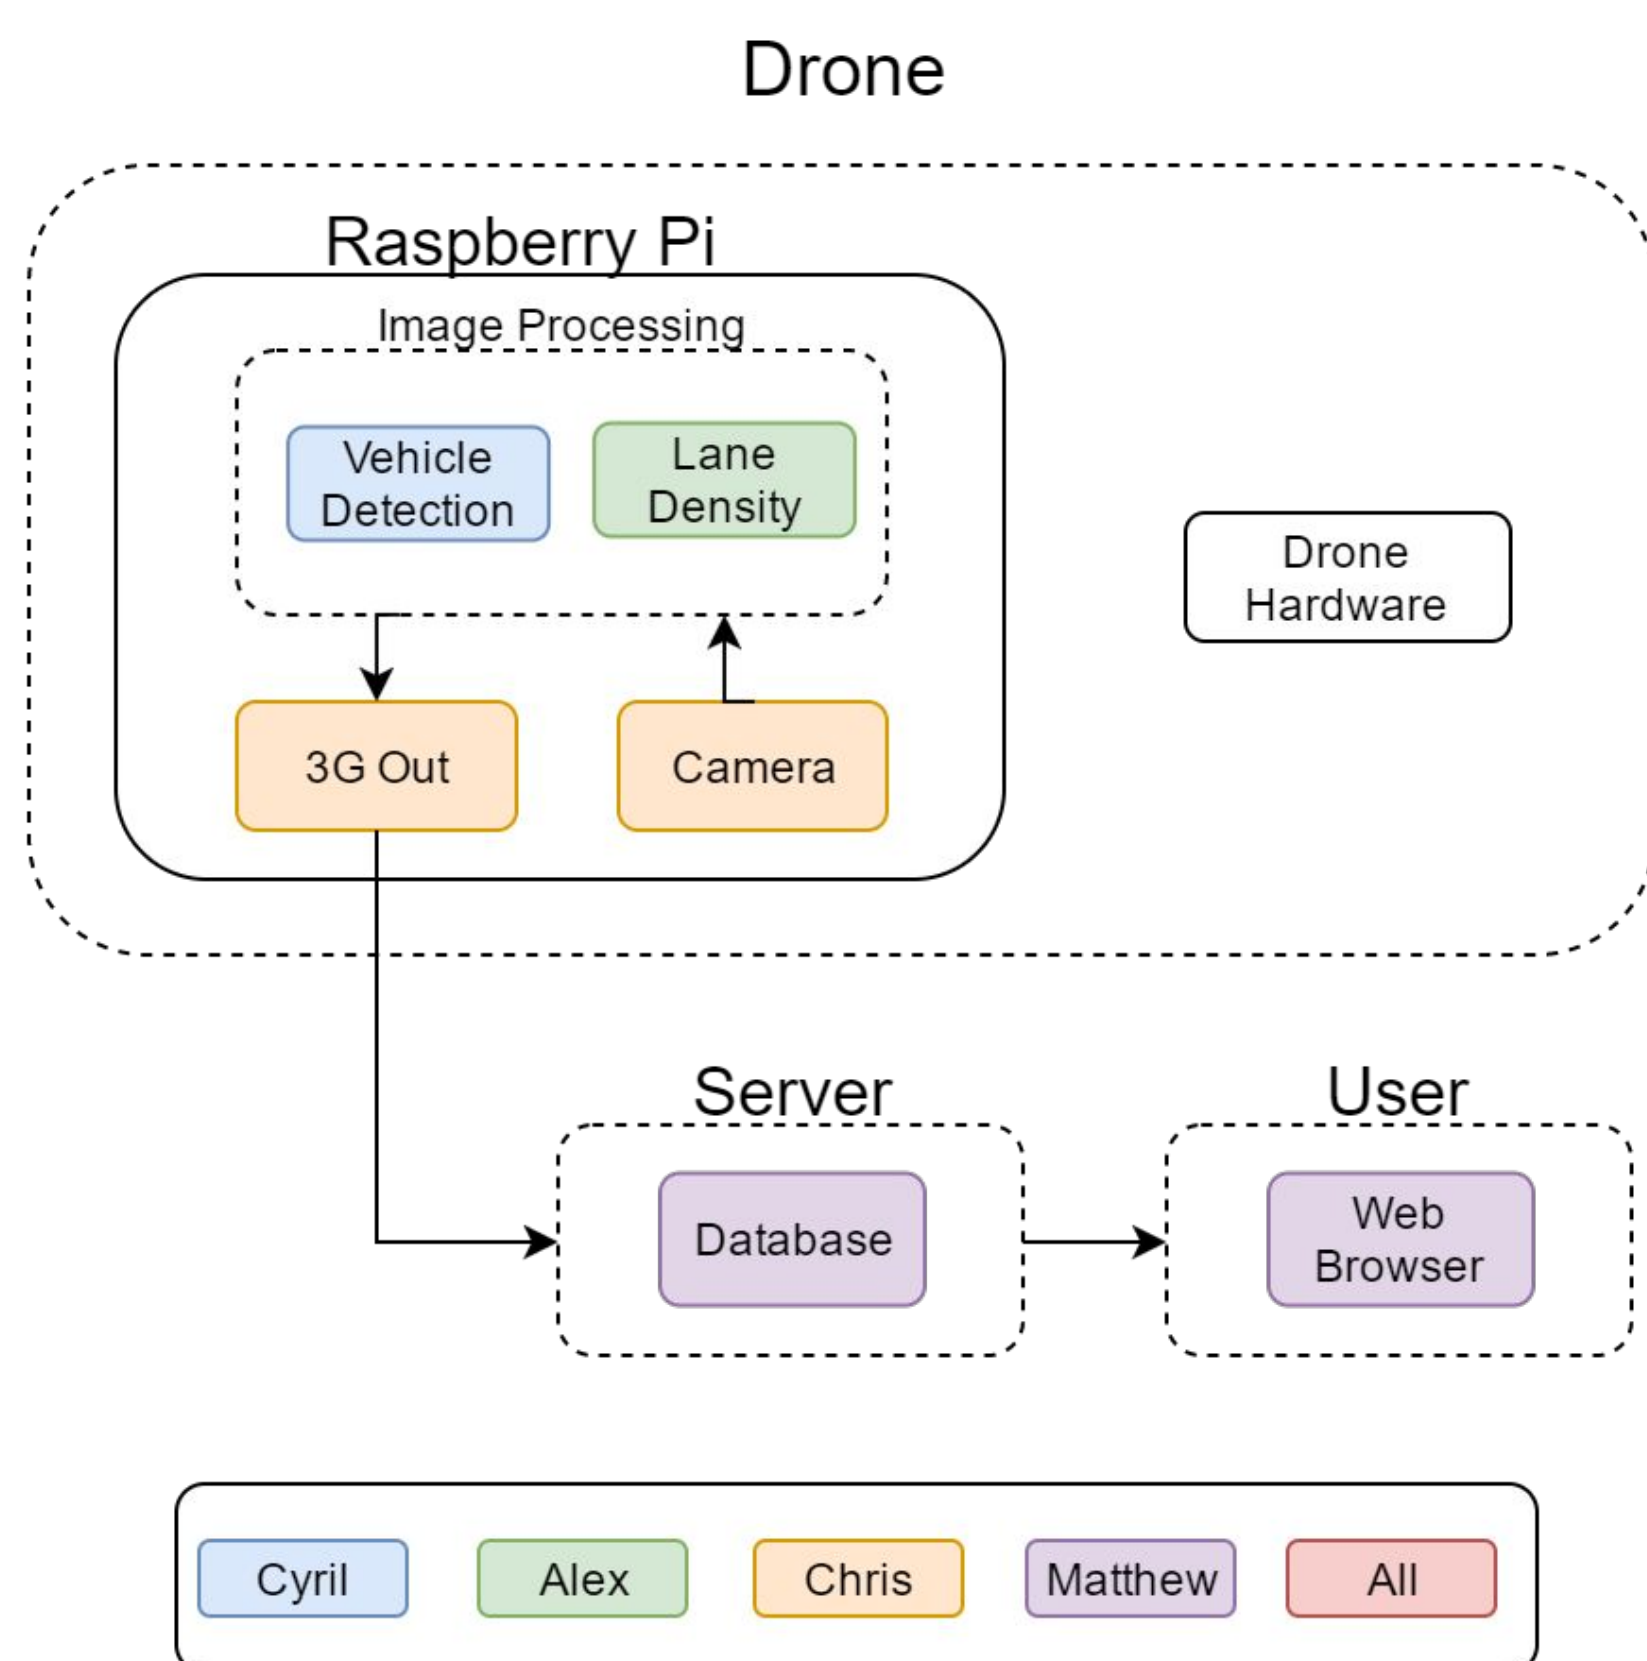 Drone
Raspberry Pi
Image Processing
Vehicle
Detection
Lane
Density
Drone
Hardware
3G Out
Camera
Server
User
Database
Web
Browser
Cyril
Alex
Chris
Matthew
All